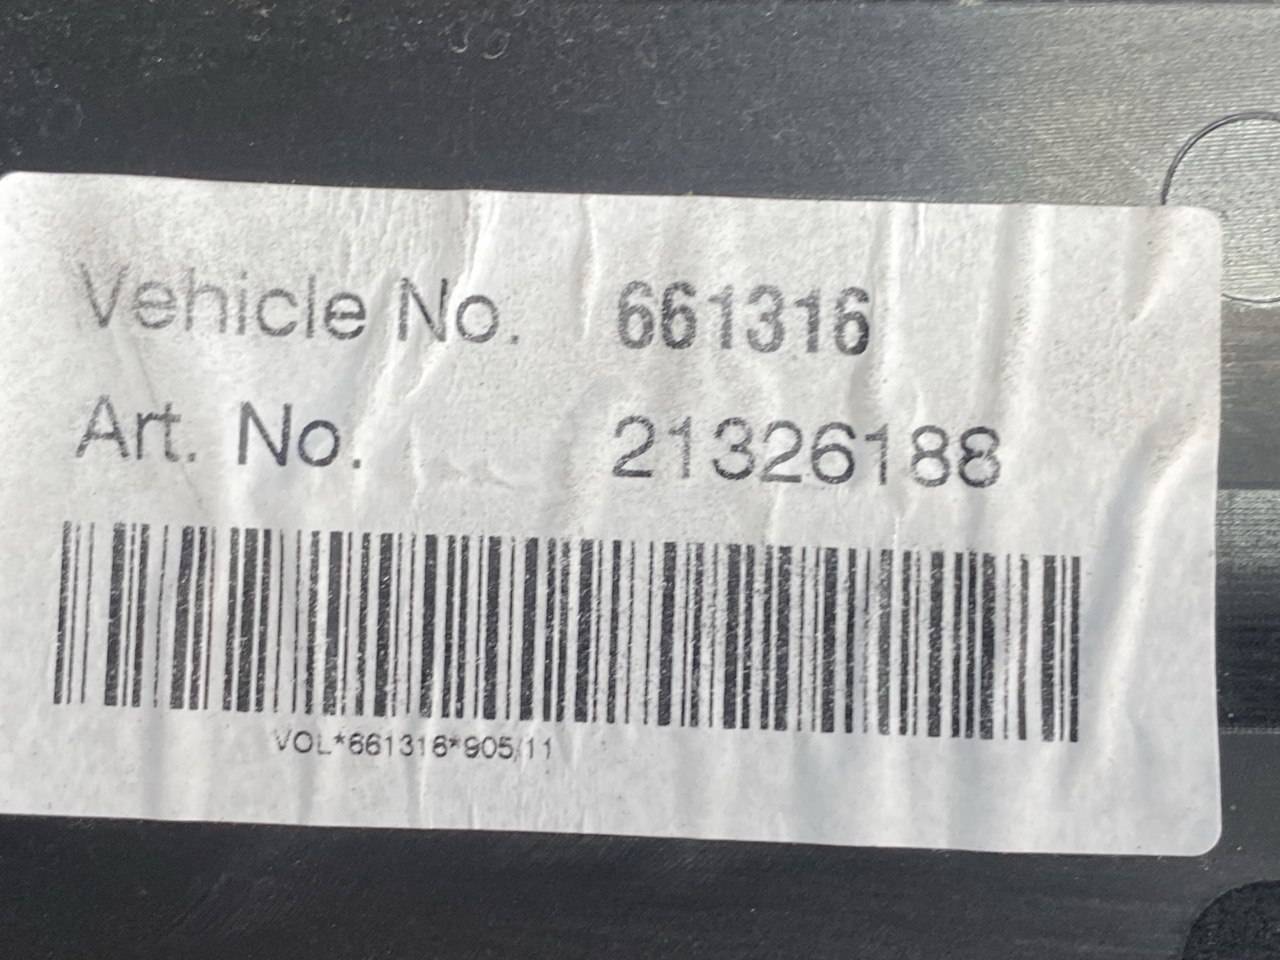 Vehicle No. 661316
Art. No. 21326188
VOL*661316*905/11